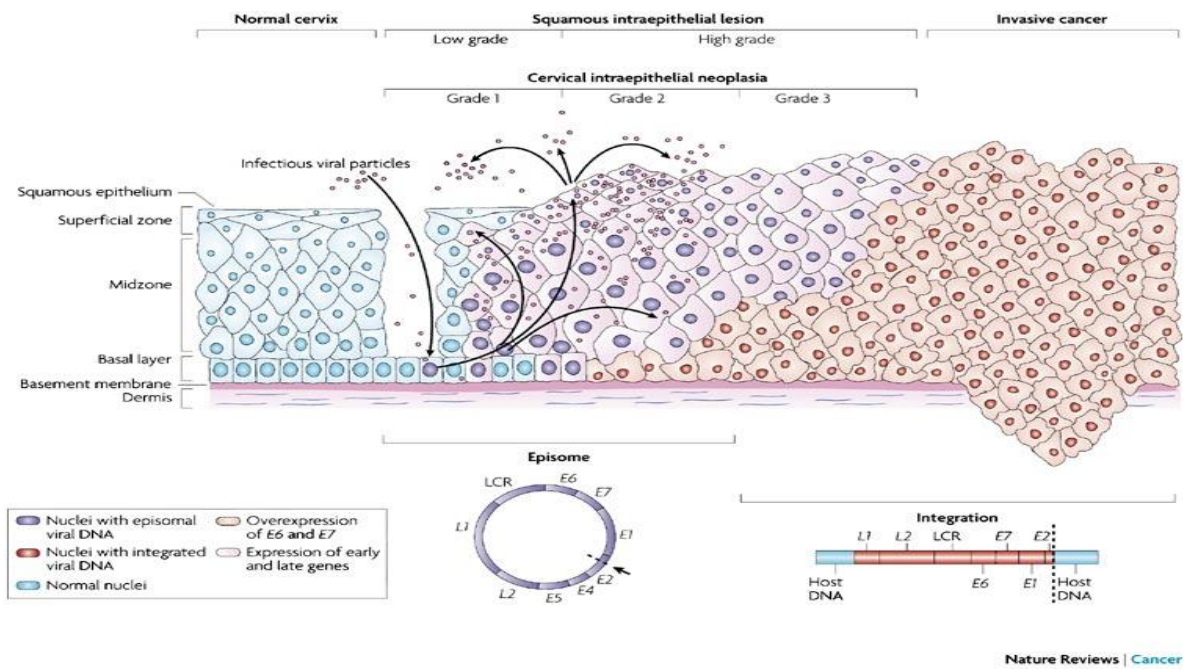 Normal cervix
Squamous intraepithelial lesion
Invasive cancer
Low grade
High grade
Cervical intraepithelial neoplasia
Grade 1
Grade 2
Grade 3
Infectious viral particles
Squamous epithelium
Superficial zone
Midzone
Basal layer
Basement membrane
Dermis
Episome
LCR
E6
E7
L1
E1
E2
E4
E5
L2
Nuclei with episomal
viral DNA
Nuclei with integrated
viral DNA
Normal nuclei
Overexpression
of E6 and E7
Expression of early
and late genes
Integration
L1 L2 LCR E7 E2
Host
DNA
E6 E1
Host
DNA
Nature Reviews | Cancer